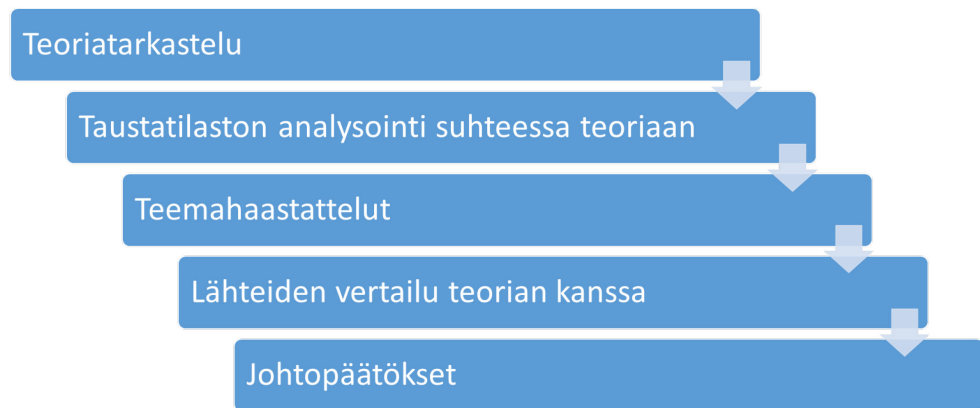 Teoriatarkastelu
Taustatilaston analysointi suhteessa teoriaan
Teemahaastattelut
Lähteiden vertailu teorian kanssa
Johtopäätökset